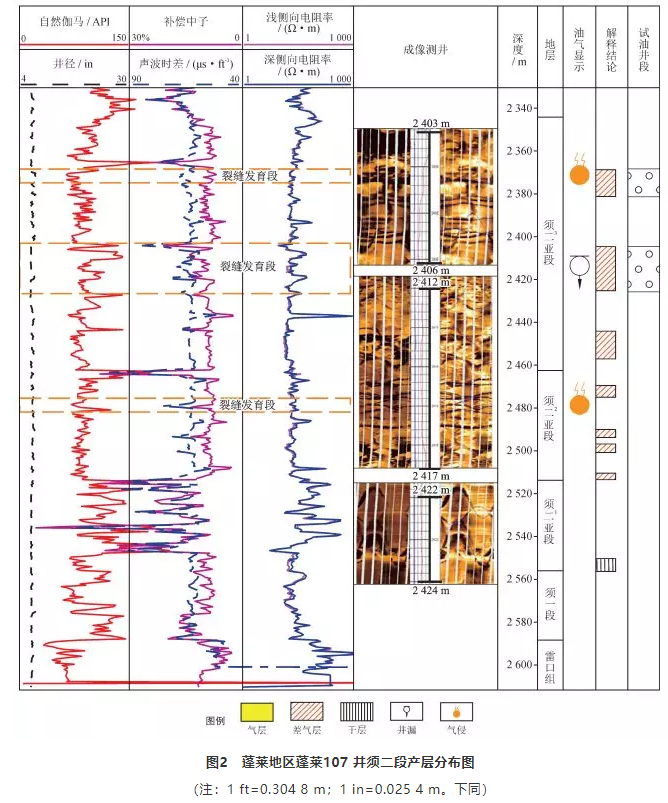 自然伽马 / API
0 150
井径 / in
4 30
补偿中子
30% 0
声波时差 / (μs·ft⁻¹)
90 40
浅侧向电阻率
/ (Ω·m)
1 1 000
深侧向电阻率
/ (Ω·m)
1 1 000
成像测井
深度 / m
地层
油气显示
解释结论
试油井段
2 403 m
2 406 m
2 412 m
2 417 m
2 422 m
2 424 m
裂缝发育段
裂缝发育段
裂缝发育段
2 340
2 360
2 380
2 400
2 420
2 440
2 460
2 480
2 500
2 520
2 540
2 560
2 580
2 600
须二³亚段
须二²亚段
须二¹亚段
须一段
雷口组
图例
气层
差气层
干层
井漏
气侵
图2 蓬莱地区蓬莱107 井须二段产层分布图
（注：1 ft=0.304 8 m；1 in=0.025 4 m。下同）